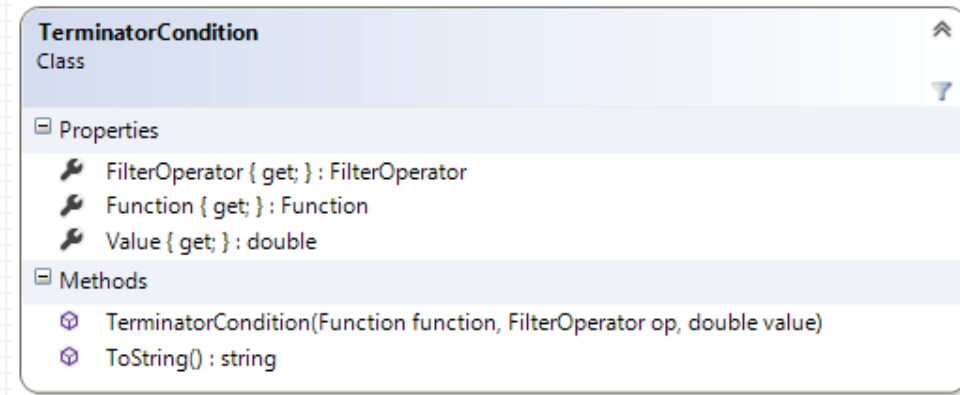 TerminatorCondition
Class
Properties
FilterOperator { get; } : FilterOperator
Function { get; } : Function
Value { get; } : double
Methods
TerminatorCondition(Function function, FilterOperator op, double value)
ToString() : string